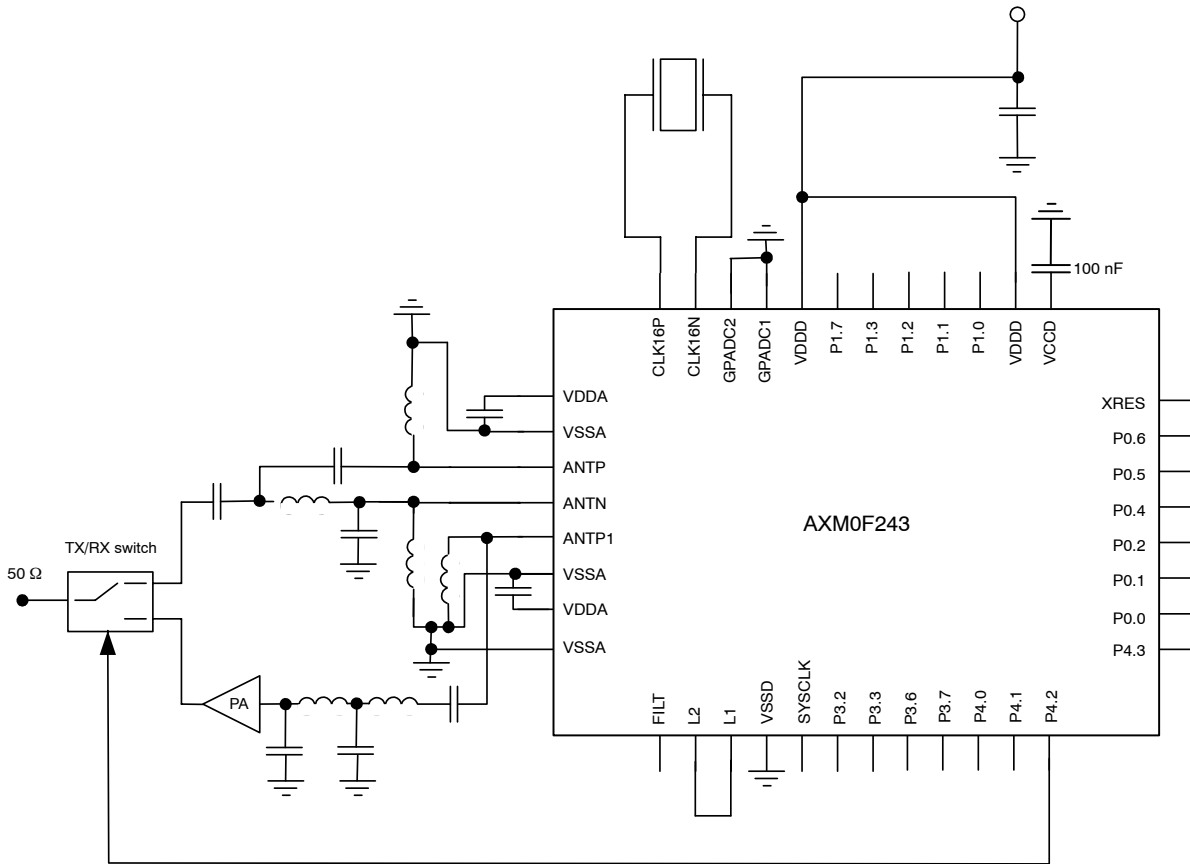 100 nF
CLK16P
CLK16N
GPADC2
GPADC1
VDDD
P1.7
P1.3
P1.2
P1.1
P1.0
VDDD
VCCD
VDDA
VSSA
ANTP
ANTN
ANTP1
VSSA
VDDA
VSSA
AXM0F243
XRES
P0.6
P0.5
P0.4
P0.2
P0.1
P0.0
P4.3
TX/RX switch
50 Ω
PA
FILT
L2
L1
VSSD
SYSCLK
P3.2
P3.3
P3.6
P3.7
P4.0
P4.1
P4.2